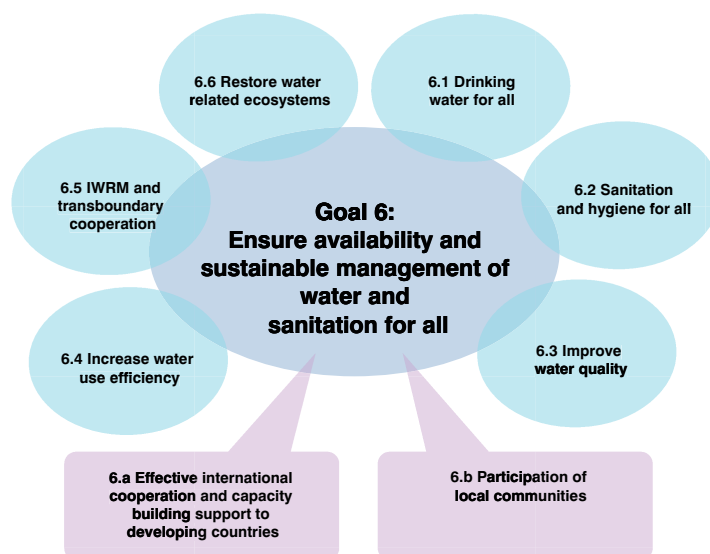 6.6 Restore water
related ecosystems
6.1 Drinking
water for all
6.5 IWRM and
transboundary
cooperation
6.2 Sanitation
and hygiene for all
Goal 6:
Ensure availability and
sustainable management of
water and
sanitation for all
6.4 Increase water
use efficiency
6.3 Improve
water quality
6.a Effective international
cooperation and capacity
building support to
developing countries
6.b Participation of
local communities